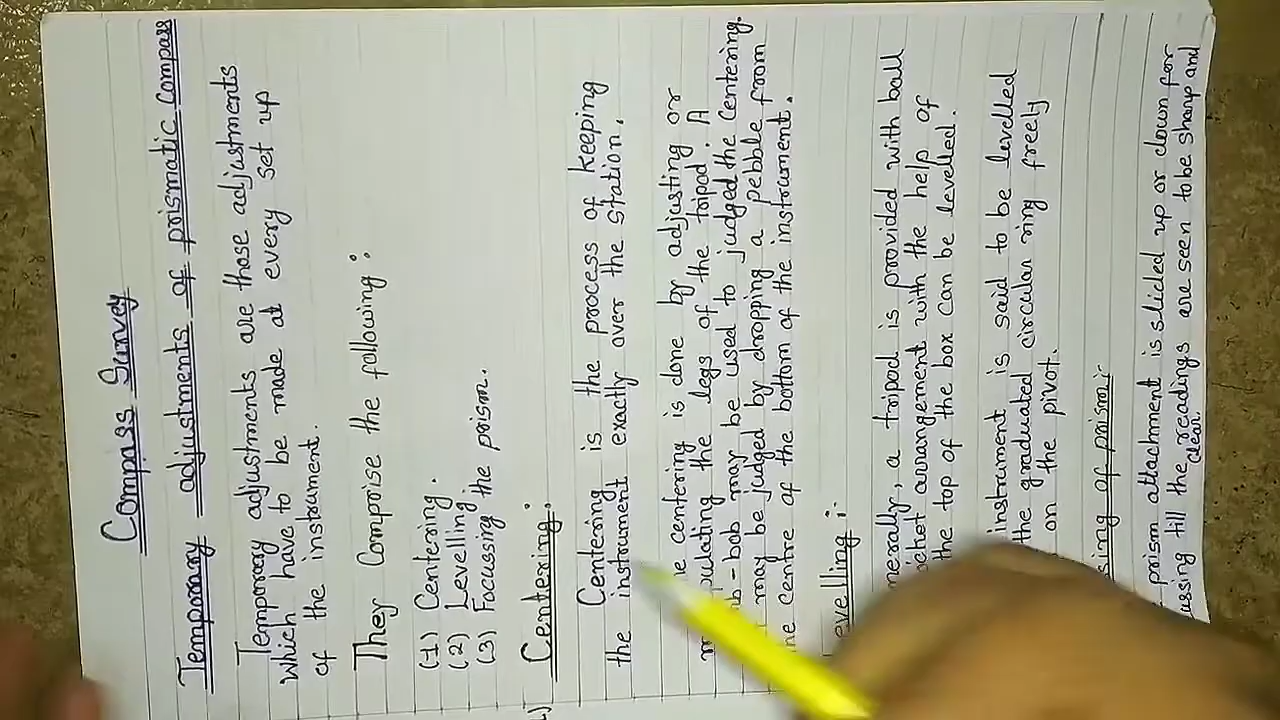 Compass Survey
Temporary adjustments of prismatic Compass
Temporary adjustments are those adjustments
Which have to be made at every set up
of the instrument.
They Comprise the following:
(1) Centering.
(2) Levelling.
(3) Focussing the prism.
Centering:
Centering is the process of keeping
the instrument exactly over the station.
centering is done by adjusting or
the legs of the tripod. A
may be used to judged the Centering.
may be judged by dropping a pebble from
centre of the bottom of the instrument.
evelling:
a tripod is provided with ball
arrangement with the help of
the top of the box can be levelled.
instrument is said to be levelled
the graduated circular ring freely
on the pivot.
of prism:
prism attachment is slided up or down for
ussing till the readings are seen to be sharp and
clear.